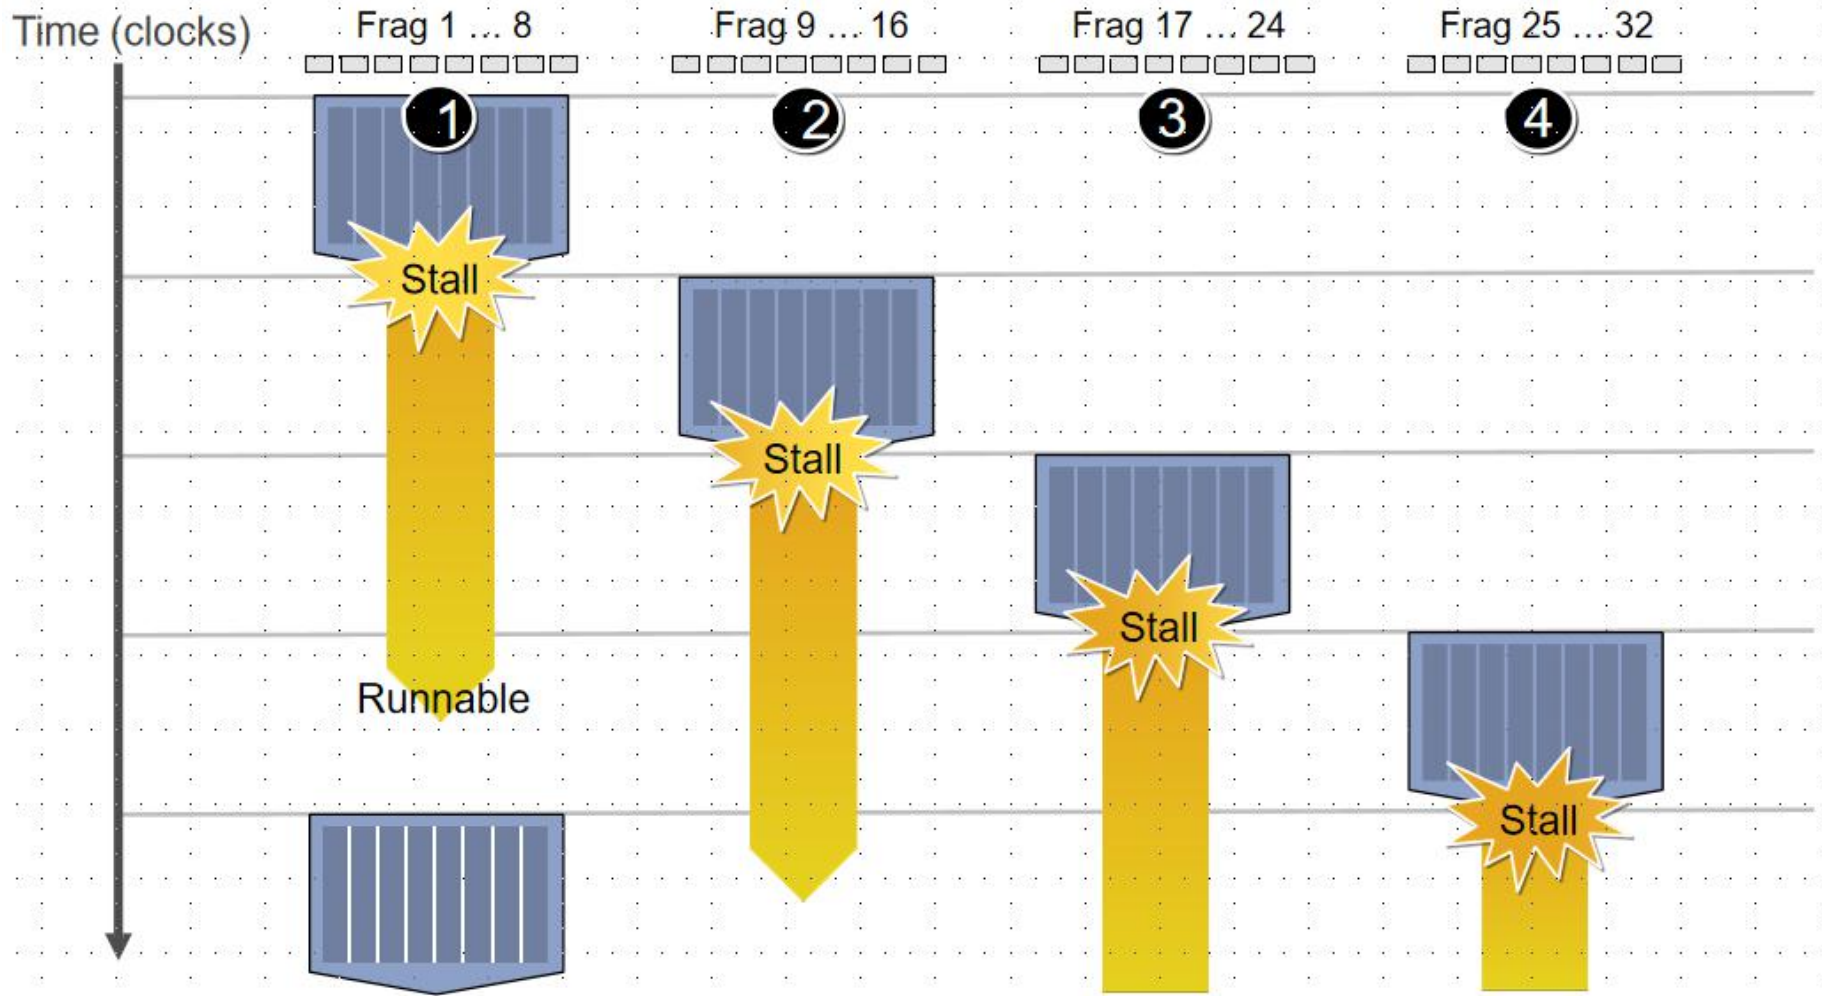 Time (clocks)
Frag 1 ... 8
Frag 9 ... 16
Frag 17 ... 24
Frag 25 ... 32
1
2
3
4
Stall
Stall
Stall
Runnable
Stall